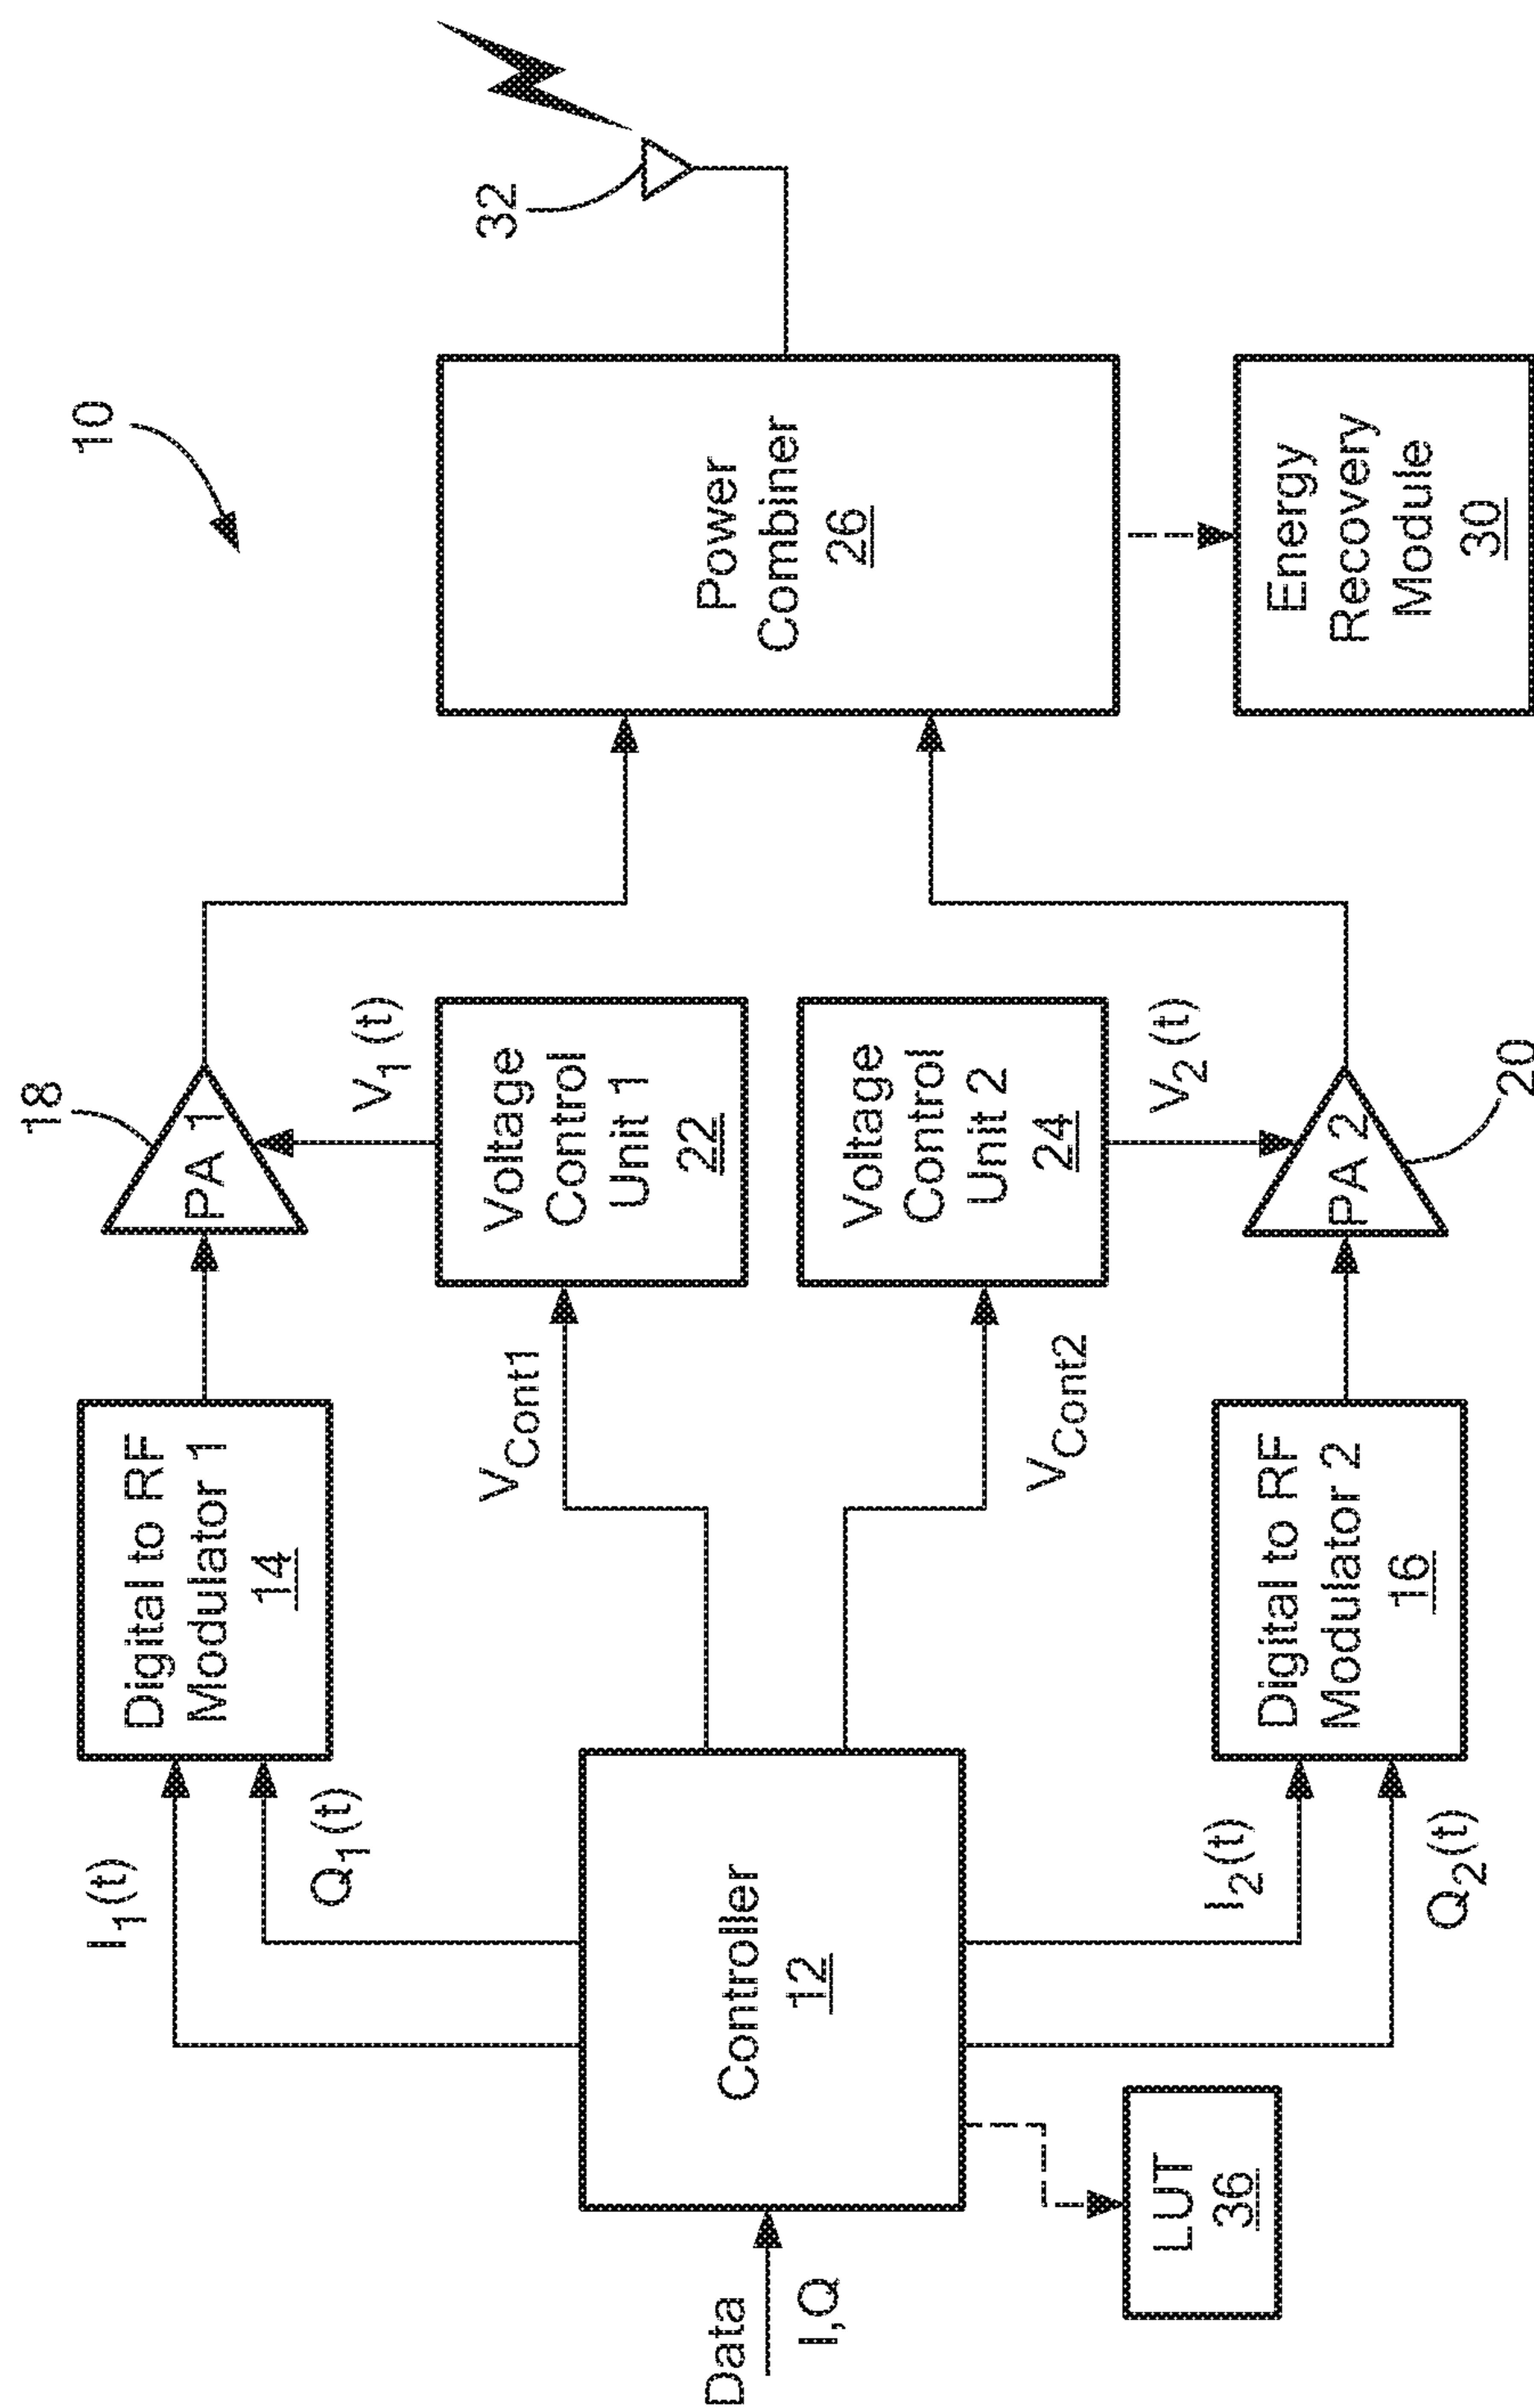 10
18
32
I1(t)
Q1(t)
Digital to RF
Modulator 1
14
PA 1
V1(t)
VCont1
Voltage
Control
Unit 1
22
Power
Combiner
26
Data
I,Q
Controller
12
Voltage
Control
Unit 2
24
VCont2
V2(t)
LUT
36
I2(t)
Q2(t)
Digital to RF
Modulator 2
16
PA 2
20
Energy
Recovery
Module
30